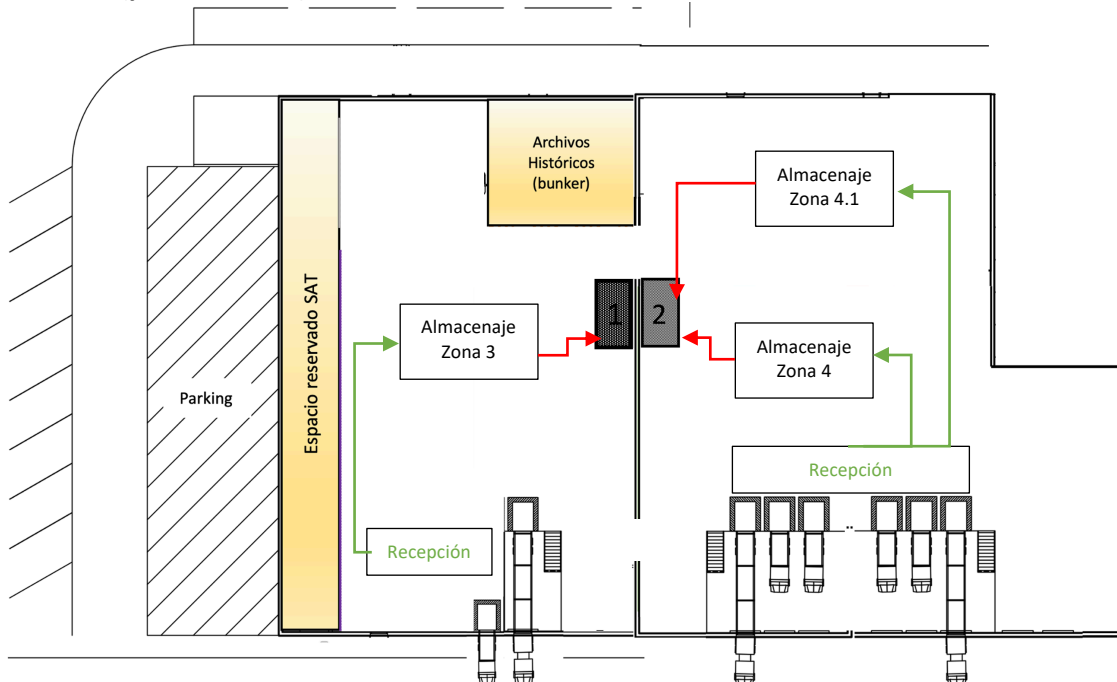 Archivos
Históricos
(bunker)
Almacenaje
Zona 4.1
Espacio reservado SAT
1
2
Almacenaje
Zona 3
Almacenaje
Zona 4
Parking
Recepción
Recepción